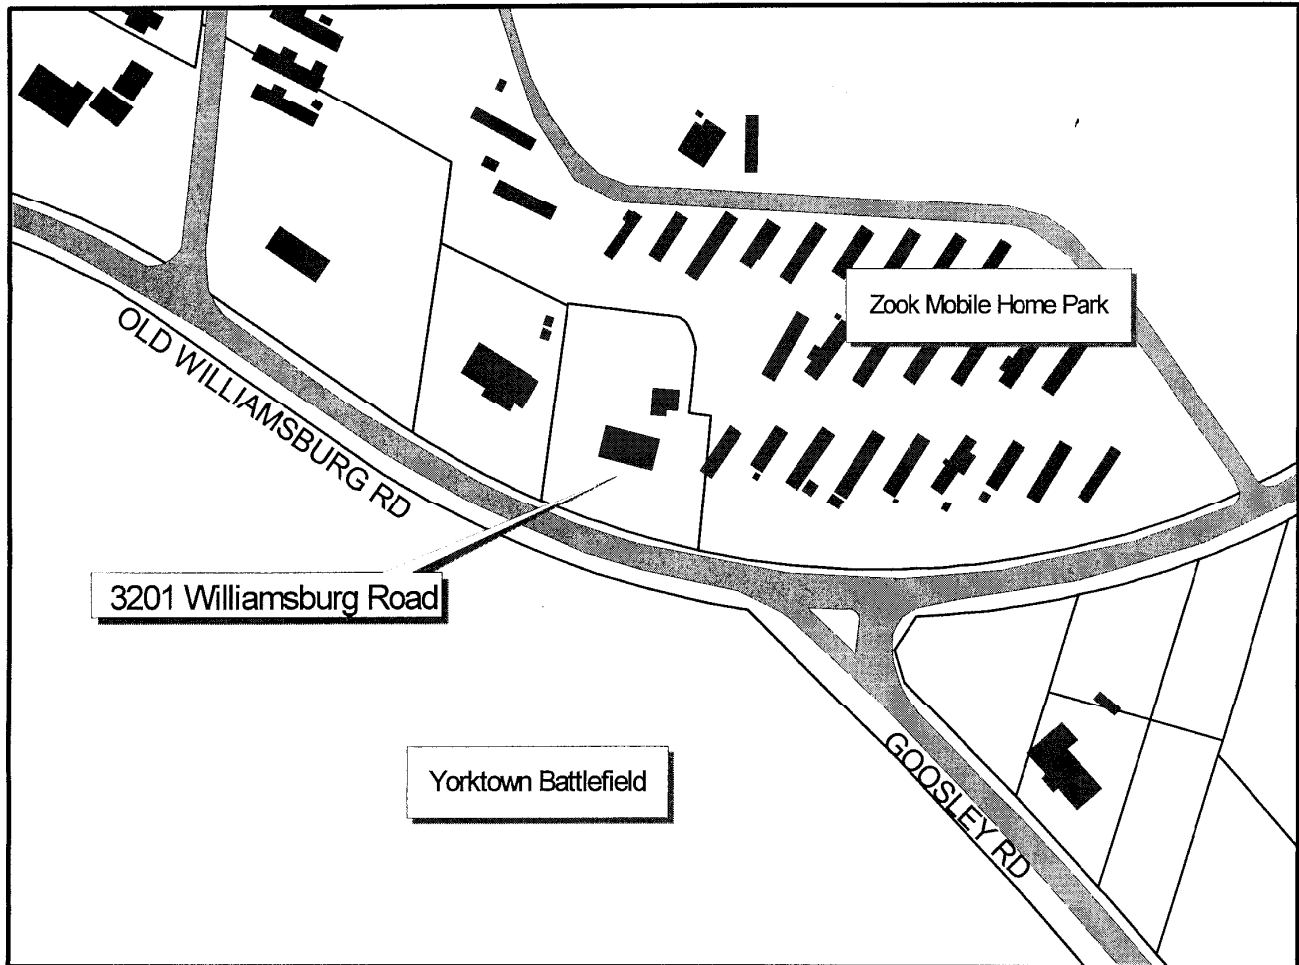 Zook Mobile Home Park
OLD WILLIAMSBURG RD
3201 Williamsburg Road
Yorktown Battlefield
GOOSLEY RD